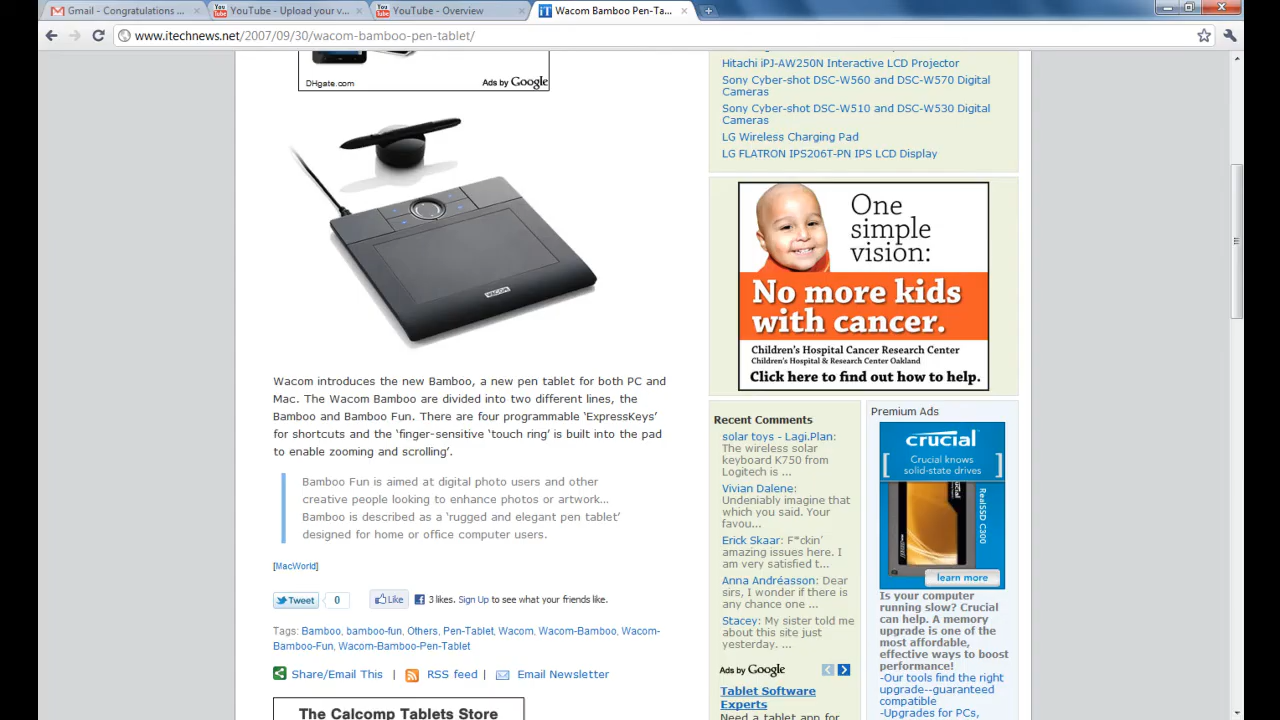 Gmail - Congratulations
YouTube - Upload your v...
YouTube - Overview
Wacom Bamboo Pen-Ta...
www.itechnews.net/2007/09/30/wacom-bamboo-pen-tablet/
DHgate.com
Ads by Google
WACOM
Wacom introduces the new Bamboo, a new pen tablet for both PC and
Mac. The Wacom Bamboo are divided into two different lines, the
Bamboo and Bamboo Fun. There are four programmable ‘ExpressKeys’
for shortcuts and the ‘finger-sensitive ‘touch ring’ is built into the pad
to enable zooming and scrolling’.
Bamboo Fun is aimed at digital photo users and other
creative people looking to enhance photos or artwork…
Bamboo is described as a ‘rugged and elegant pen tablet’
designed for home or office computer users.
[MacWorld]
Tweet 0 Like 3 likes. Sign Up to see what your friends like.
Tags: Bamboo, bamboo-fun, Others, Pen-Tablet, Wacom, Wacom-Bamboo, Wacom-
Bamboo-Fun, Wacom-Bamboo-Pen-Tablet
Share/Email This | RSS feed | Email Newsletter
The Calcomp Tablets Store
Hitachi iPJ-AW250N Interactive LCD Projector
Sony Cyber-shot DSC-W560 and DSC-W570 Digital
Cameras
Sony Cyber-shot DSC-W510 and DSC-W530 Digital
Cameras
LG Wireless Charging Pad
LG FLATRON IPS206T-PN IPS LCD Display
One
simple
vision:
No more kids
with cancer.
Children's Hospital Cancer Research Center
Children's Hospital & Research Center Oakland
Click here to find out how to help.
Recent Comments
solar toys - Lagi.Plan:
The wireless solar
keyboard K750 from
Logitech is ...
Vivian Dalene:
Undeniably imagine that
which you said. Your
favou...
Erick Skaar: F*ckin’
amazing issues here. I
am very satisfied t...
Anna Andréasson: Dear
sirs, I wonder if there is
any chance one ...
Stacey: My sister told me
about this site just
yesterday. ...
Ads by Google
Tablet Software
Experts
Need a tablet app for
Premium Ads
crucial
Crucial knows
solid-state drives
RealSSD C300
learn more
Is your computer
running slow? Crucial
can help. A memory
upgrade is one of the
most affordable,
effective ways to boost
performance!
-Our tools find the right
upgrade--guaranteed
compatible
-Upgrades for PCs,